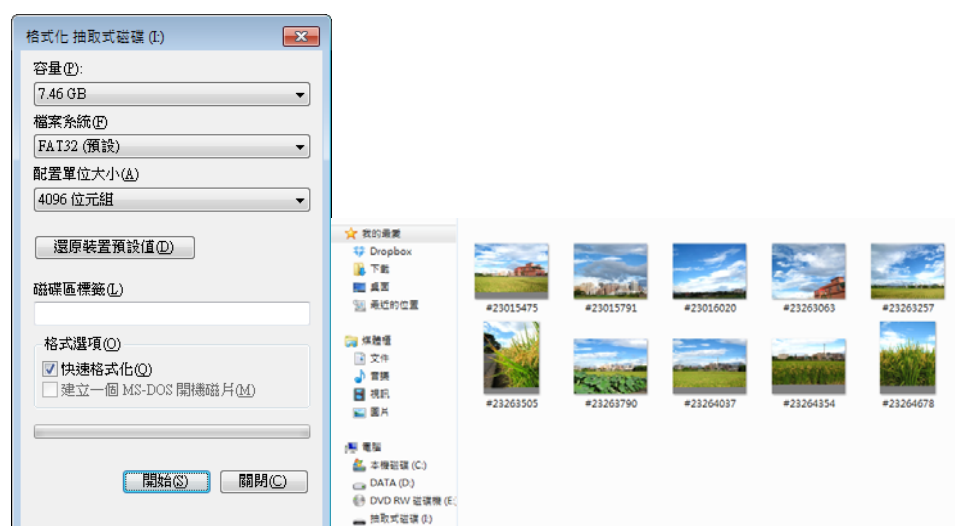 格式化 抽取式磁碟 (I:)
容量(P):
7.46 GB
檔案系統(F)
FAT32 (預設)
配置單位大小(A)
4096 位元組
還原裝置預設值(D)
磁碟區標籤(L)
格式選項(O)
快速格式化(Q)
建立一個 MS-DOS 開機磁片(M)
開始(S)
關閉(C)
我的最愛
Dropbox
下載
桌面
最近的位置
媒體櫃
文件
音樂
視訊
圖片
電腦
本機磁碟 (C:)
DATA (D:)
DVD RW 磁碟機 (E:
抽取式磁碟 (I:)
#23015475
#23015791
#23016020
#23263063
#23263257
#23263505
#23263790
#23264037
#23264354
#23264678